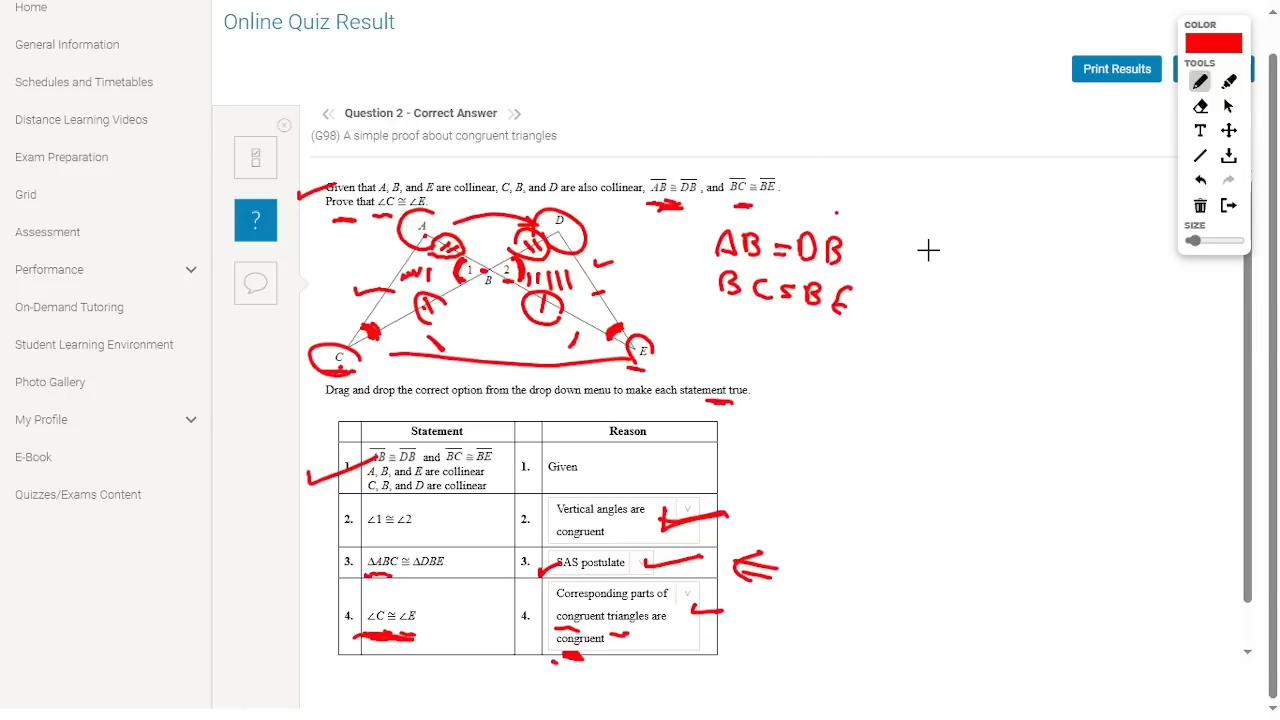 Home
General Information
Schedules and Timetables
Distance Learning Videos
Exam Preparation
Grid
Assessment
Performance
On-Demand Tutoring
Student Learning Environment
Photo Gallery
My Profile
E-Book
Quizzes/Exams Content
Online Quiz Result
Print Results
Question 2 - Correct Answer
(G98) A simple proof about congruent triangles
?
Given that A, B, and E are collinear, C, B, and D are also collinear, AB ≅ DB, and BC ≅ BE.
Prove that ∠C ≅ ∠E.
A
D
1
2
B
C
E
AB = DB
BC = BE
Drag and drop the correct option from the drop down menu to make each statement true.
Statement Reason
1. AB ≅ DB and BC ≅ BE
A, B, and E are collinear
C, B, and D are collinear
1. Given
2. ∠1 ≅ ∠2
2. Vertical angles are
congruent
3. ΔABC ≅ ΔDBE
3. SAS postulate
4. ∠C ≅ ∠E
4. Corresponding parts of
congruent triangles are
congruent
COLOR
TOOLS
T
SIZE